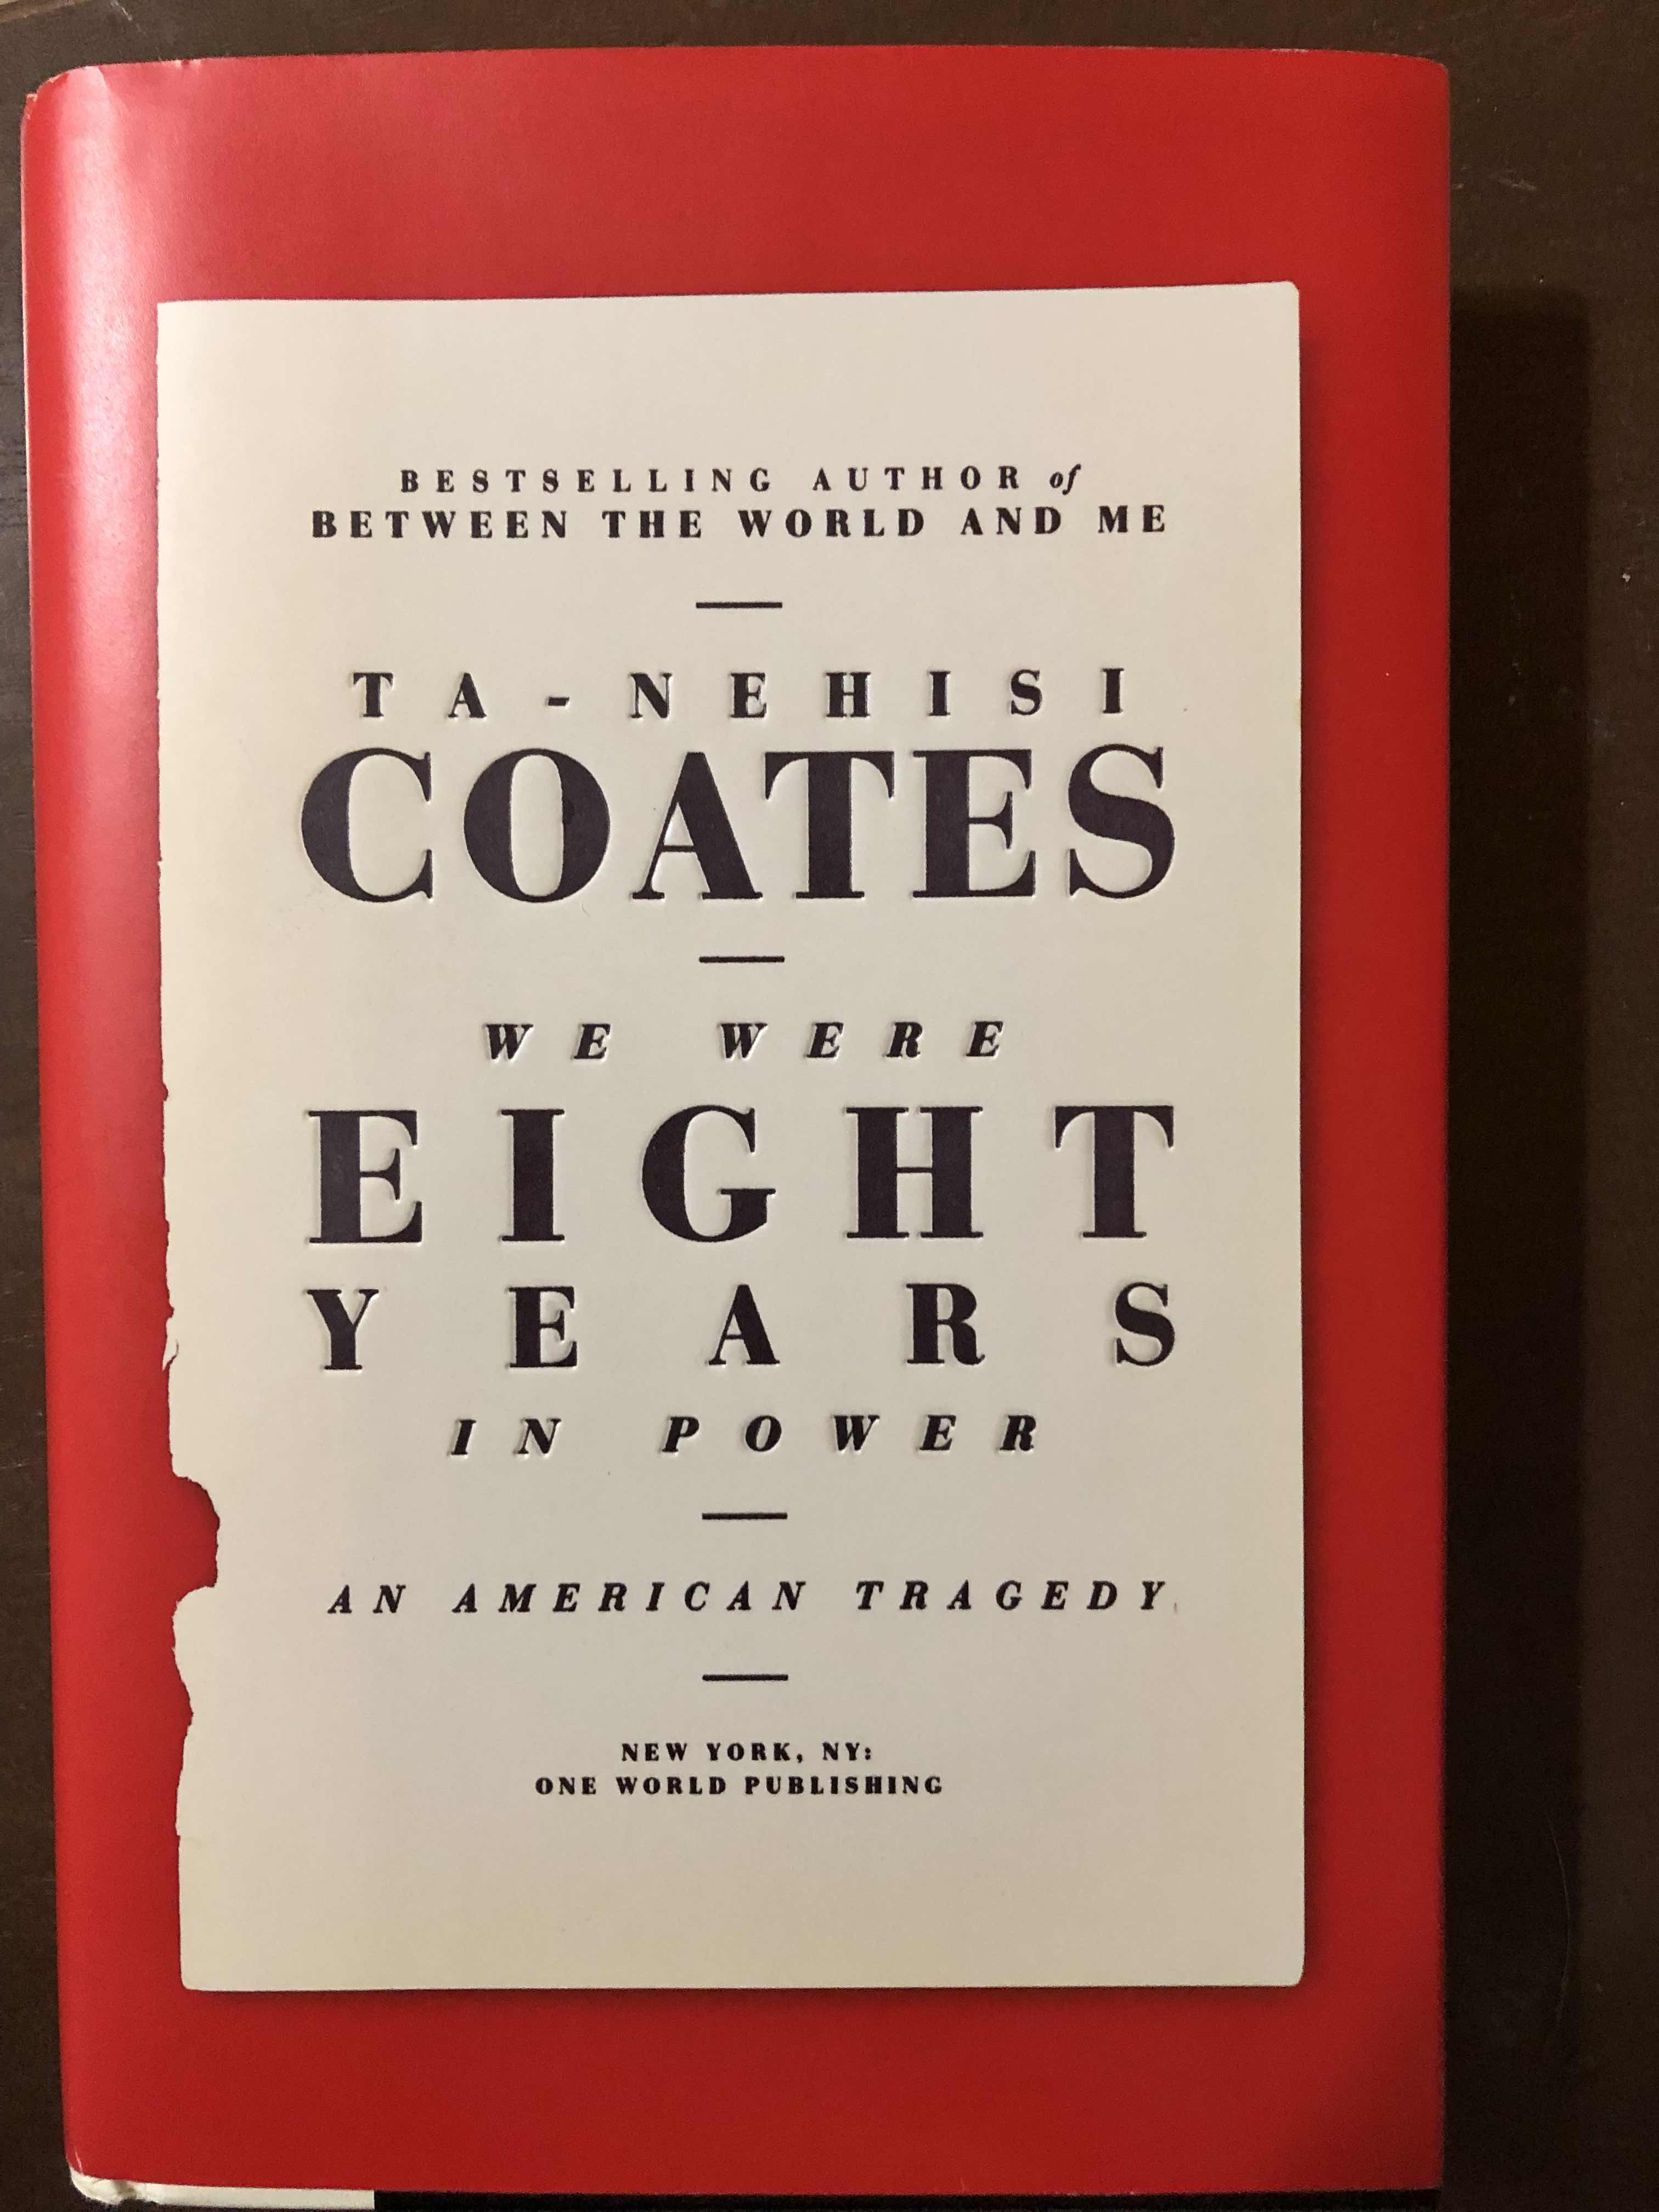 BESTSELLING AUTHOR of
BETWEEN THE WORLD AND ME
TA-NEHISI
COATES
WE WERE
EIGHT
YEARS
IN POWER
AN AMERICAN TRAGEDY
NEW YORK, NY:
ONE WORLD PUBLISHING